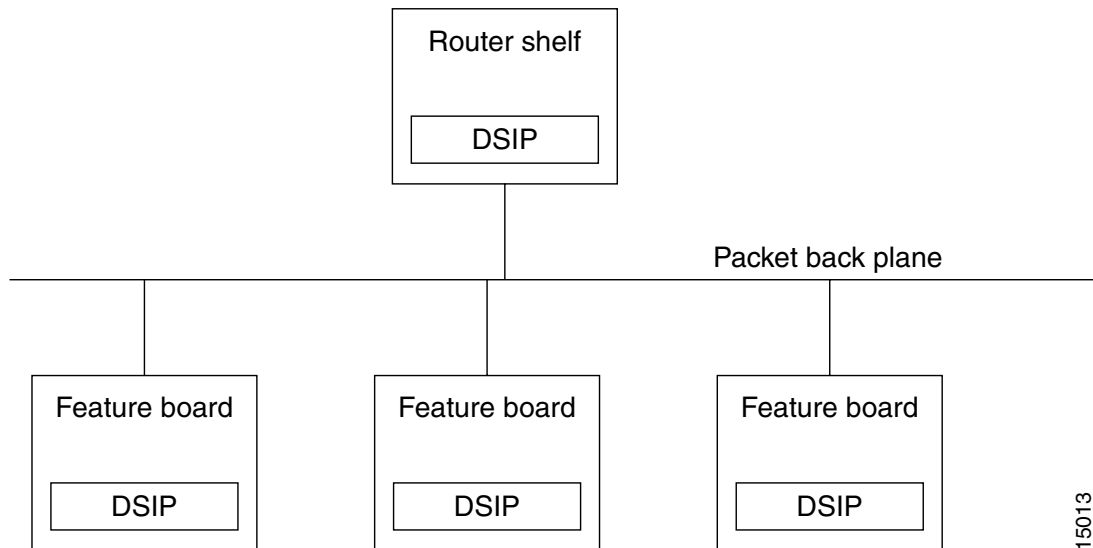 Router shelf
DSIP
Packet back plane
Feature board
Feature board
Feature board
DSIP
DSIP
DSIP
15013